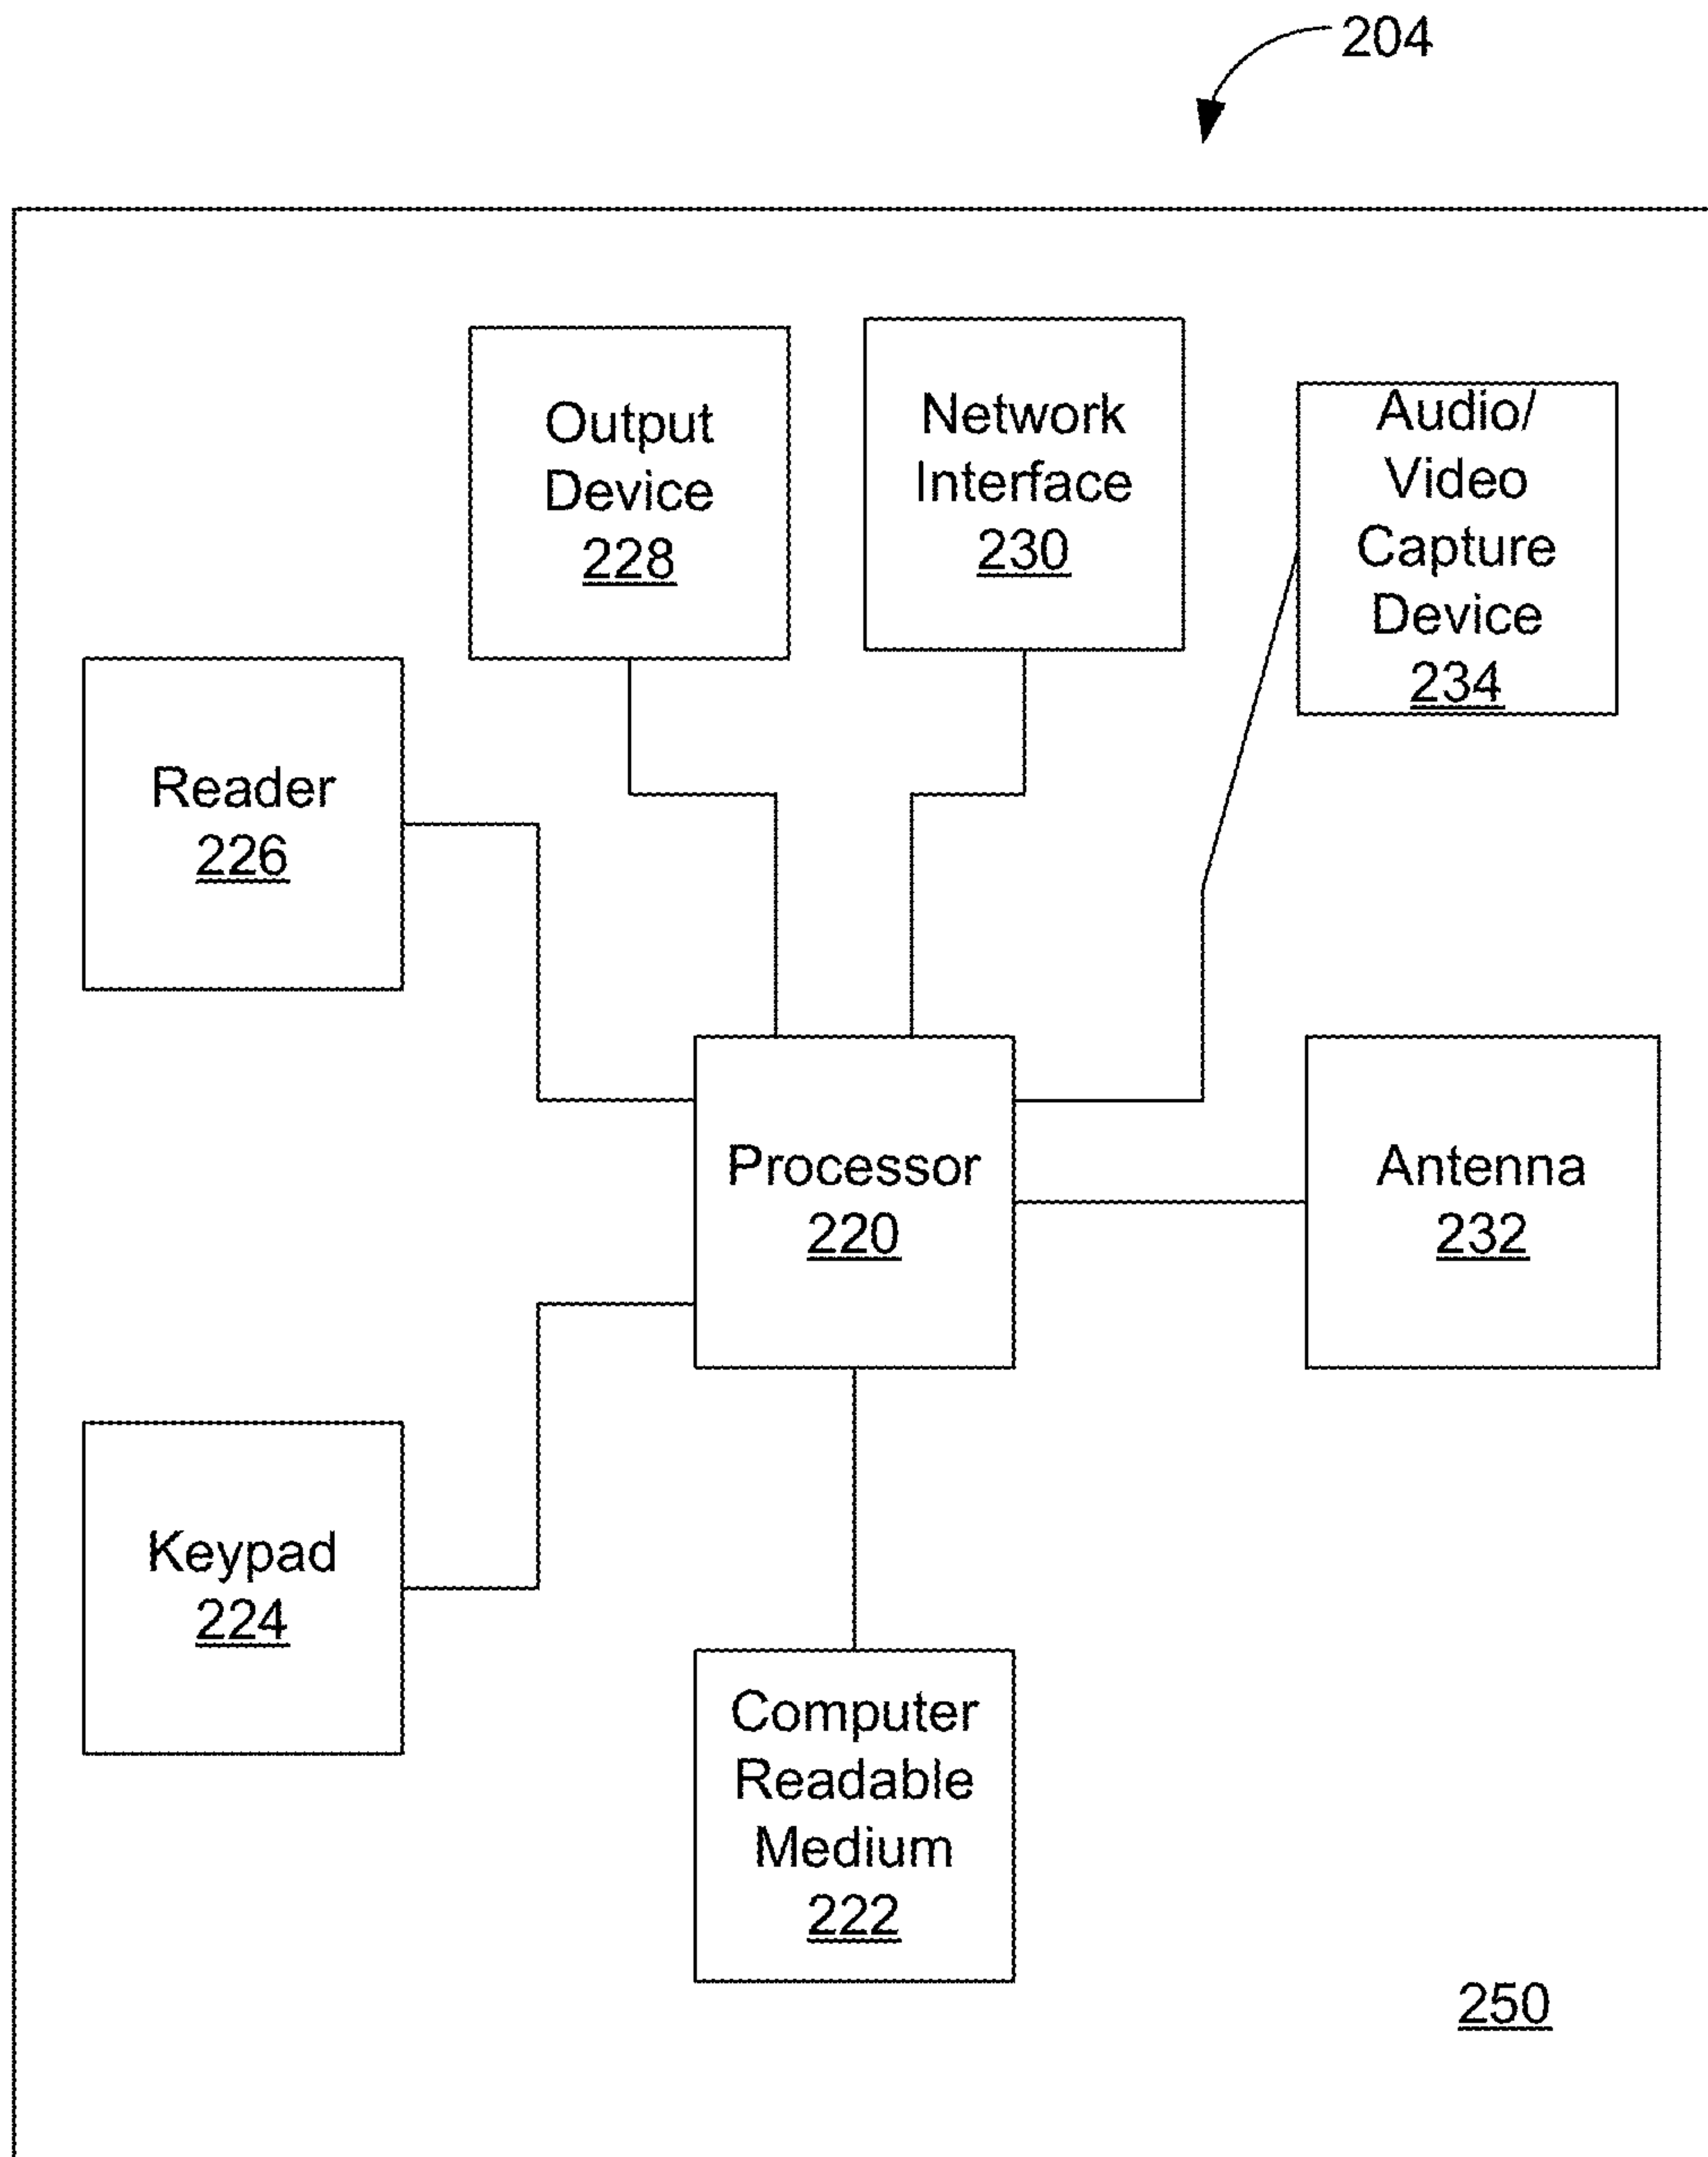 204
Output
Device
228
Network
Interface
230
Audio/
Video
Capture
Device
234
Reader
226
Processor
220
Antenna
232
Keypad
224
Computer
Readable
Medium
222
250